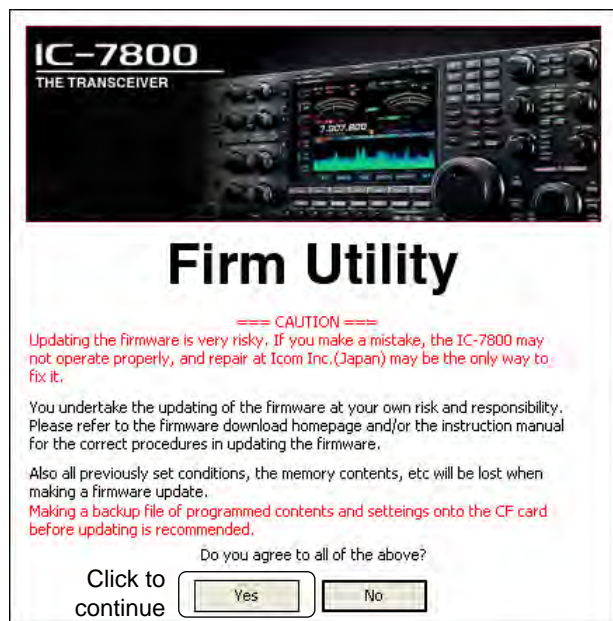 IC-7800
THE TRANSCEIVER
7.007.800
Firm Utility
=== CAUTION ===
Updating the firmware is very risky. If you make a mistake, the IC-7800 may
not operate properly, and repair at Icom Inc.(Japan) may be the only way to
fix it.
You undertake the updating of the firmware at your own risk and responsibility.
Please refer to the firmware download homepage and/or the instruction manual
for the correct procedures in updating the firmware.
Also all previously set conditions, the memory contents, etc will be lost when
making a firmware update.
Making a backup file of programmed contents and setteings onto the CF card
before updating is recommended.
Do you agree to all of the above?
Click to
continue
Yes
No